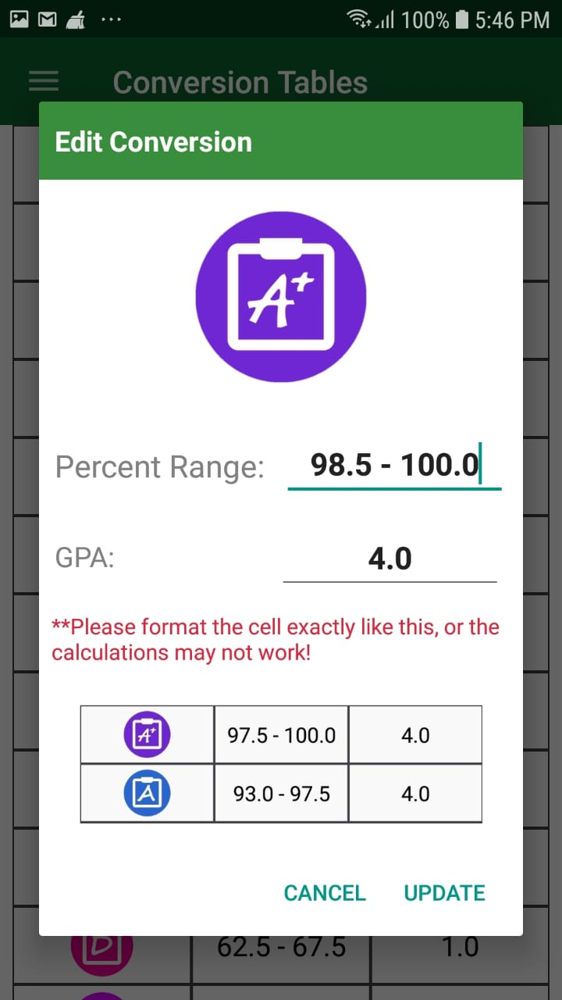 100% 5:46 PM
Conversion Tables
Edit Conversion
A+
Percent Range: 98.5 - 100.0
GPA: 4.0
**Please format the cell exactly like this, or the
calculations may not work!
A+ 97.5 - 100.0 4.0
A 93.0 - 97.5 4.0
CANCEL UPDATE
D 62.5 - 67.5 1.0